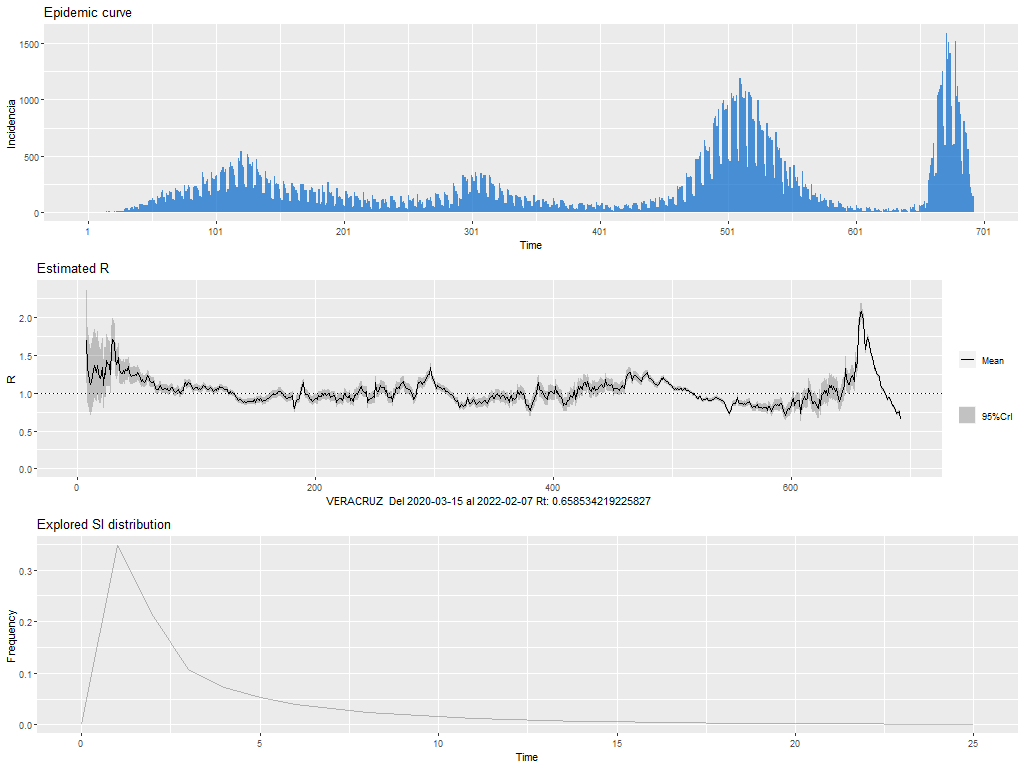 Epidemic curve
1500
1000
500
0
Incidencia
1 101 201 301 401 501 601 701
Time
Estimated R
2.0
1.5
1.0
0.5
0.0
R
Mean
95%CrI
0 200 400 600
VERACRUZ Del 2020-03-15 al 2022-02-07 Rt: 0.658534219225827
Explored SI distribution
0.3
0.2
0.1
0.0
Frequency
0 5 10 15 20 25
Time